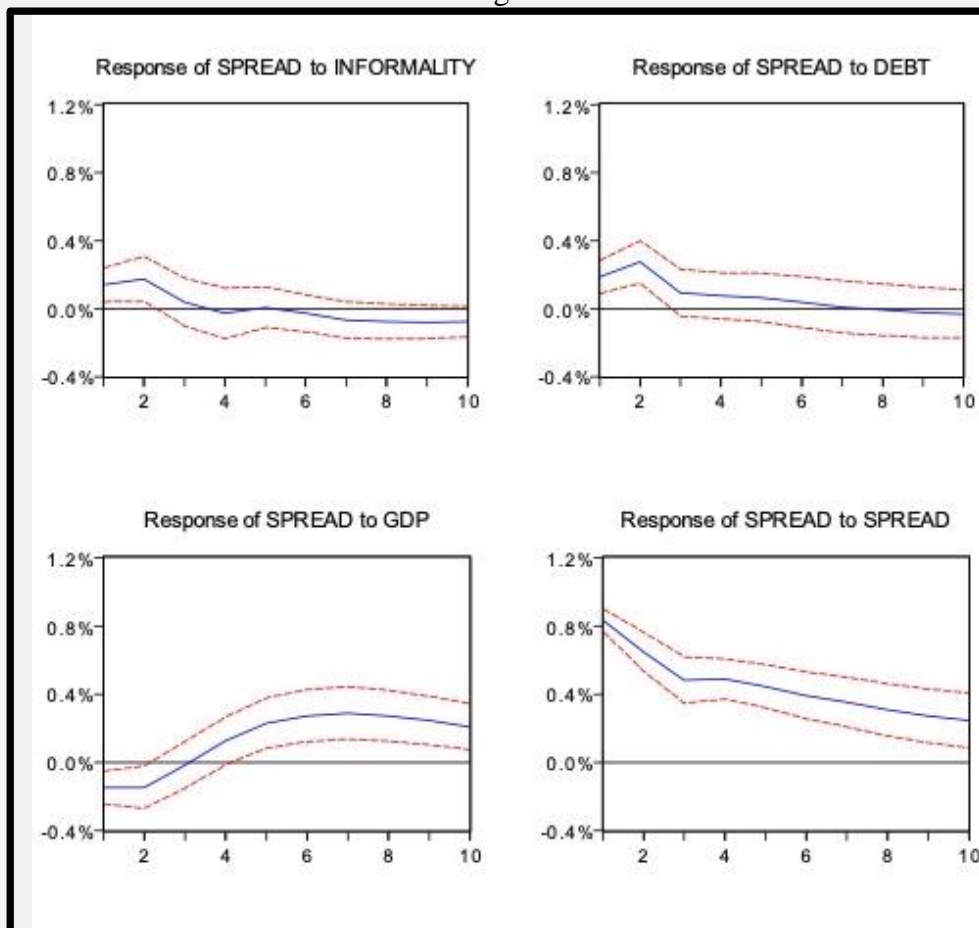 Response of SPREAD to INFORMALITY
1.2%
0.8%
0.4%
0.0%
-0.4%
2 4 6 8 10
Response of SPREAD to DEBT
1.2%
0.8%
0.4%
0.0%
-0.4%
2 4 6 8 10
Response of SPREAD to GDP
1.2%
0.8%
0.4%
0.0%
-0.4%
2 4 6 8 10
Response of SPREAD to SPREAD
1.2%
0.8%
0.4%
0.0%
-0.4%
2 4 6 8 10